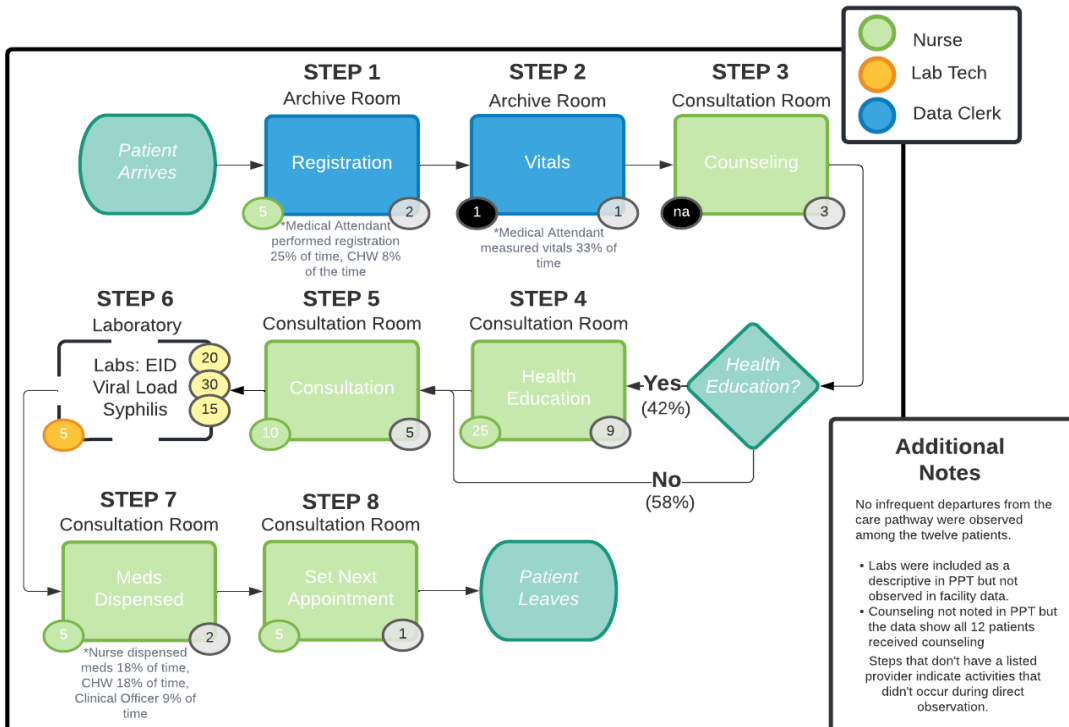 Nurse
Lab Tech
Data Clerk
STEP 1
Archive Room
STEP 2
Archive Room
STEP 3
Consultation Room
Patient
Arrives
Registration
5
2
*Medical Attendant
performed registration
25% of time, CHW 8%
of the time
Vitals
1
1
*Medical Attendant
measured vitals 33% of
time
Counseling
na
3
STEP 6
Laboratory
Labs: EID
Viral Load
Syphilis
20
30
15
5
STEP 5
Consultation Room
Consultation
10
5
STEP 4
Consultation Room
Health
Education
25
9
Yes
(42%)
Health
Education?
No
(58%)
STEP 7
Consultation Room
Meds
Dispensed
5
2
*Nurse dispensed
meds 18% of time,
CHW 18% of time,
Clinical Officer 9% of
time
STEP 8
Consultation Room
Set Next
Appointment
5
1
Patient
Leaves
Additional
Notes
No infrequent departures from the
care pathway were observed
among the twelve patients.
• Labs were included as a
descriptive in PPT but not
observed in facility data.
• Counseling not noted in PPT but
the data show all 12 patients
received counseling
Steps that don't have a listed
provider indicate activities that
didn't occur during direct
observation.